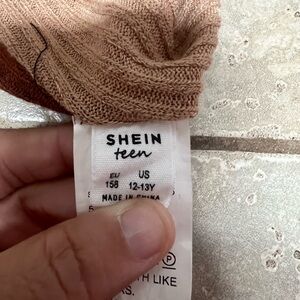 SHEIN
teen
EU US
158 12-13Y
MADE IN CHINA
P
TH LIKE